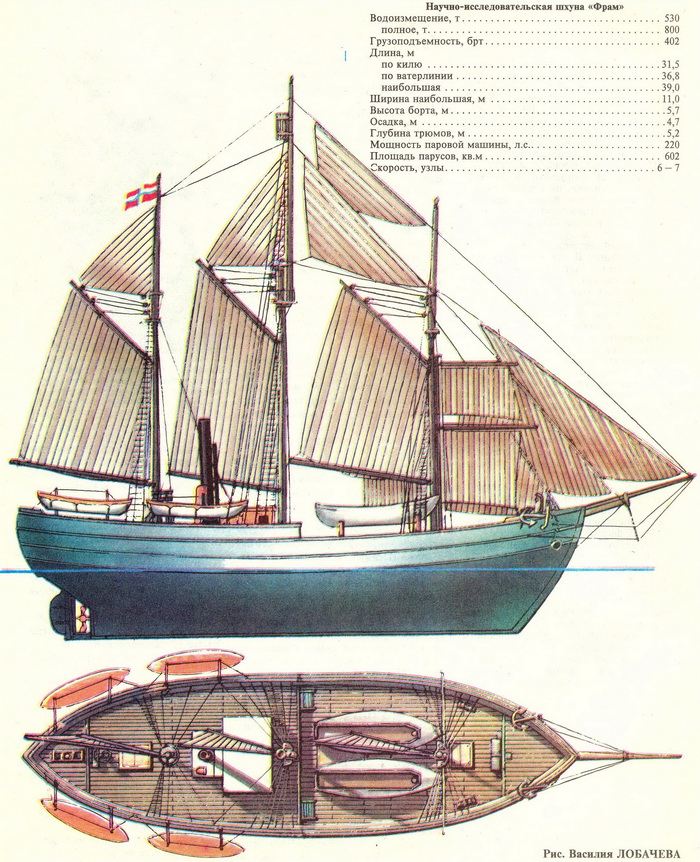 Научно-исследовательская шхуна «Фрам»
Водоизмещение, т . . . . . . . . . . . . . . . . . . . . . . . . 530
полное, т. . . . . . . . . . . . . . . . . . . . . . . . . . . 800
Грузоподъемность, брт . . . . . . . . . . . . . . . . . . . . 402
Длина, м
по килю . . . . . . . . . . . . . . . . . . . . . . . . . . . 31,5
по ватерлинии . . . . . . . . . . . . . . . . . . . . . . . 36,8
наибольшая . . . . . . . . . . . . . . . . . . . . . . . . . 39,0
Ширина наибольшая, м . . . . . . . . . . . . . . . . . . . 11,0
Высота борта, м . . . . . . . . . . . . . . . . . . . . . . . . 5,7
Осадка, м . . . . . . . . . . . . . . . . . . . . . . . . . . . . 4,7
Глубина трюмов, м . . . . . . . . . . . . . . . . . . . . . . 5,2
Мощность паровой машины, л.с. . . . . . . . . . . . . . . 220
Площадь парусов, кв.м . . . . . . . . . . . . . . . . . . . 602
Скорость, узлы . . . . . . . . . . . . . . . . . . . . . . . . 6 — 7
Рис. Василия ЛОБАЧЕВА